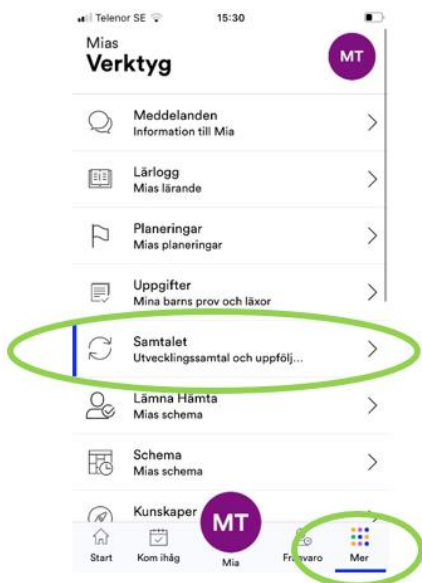 Telenor SE
15:30
Mias
Verktyg
MT
Meddelanden
Information till Mia
Lärlogg
Mias lärande
Planeringar
Mias planeringar
Uppgifter
Mina barns prov och läxor
Samtalet
Utvecklingssamtal och uppfölj...
Lämna Hämta
Mias schema
Schema
Mias schema
Kunskaper
MT
Start
Kom ihåg
Mia
Frånvaro
Mer